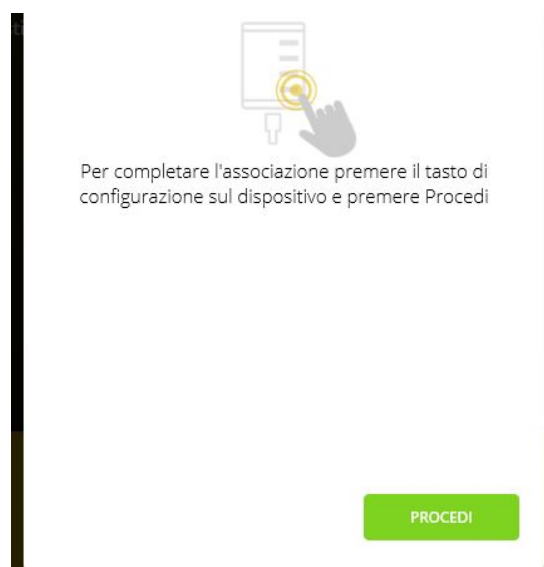 Per completare l'associazione premere il tasto di
configurazione sul dispositivo e premere Procedi
PROCEDI